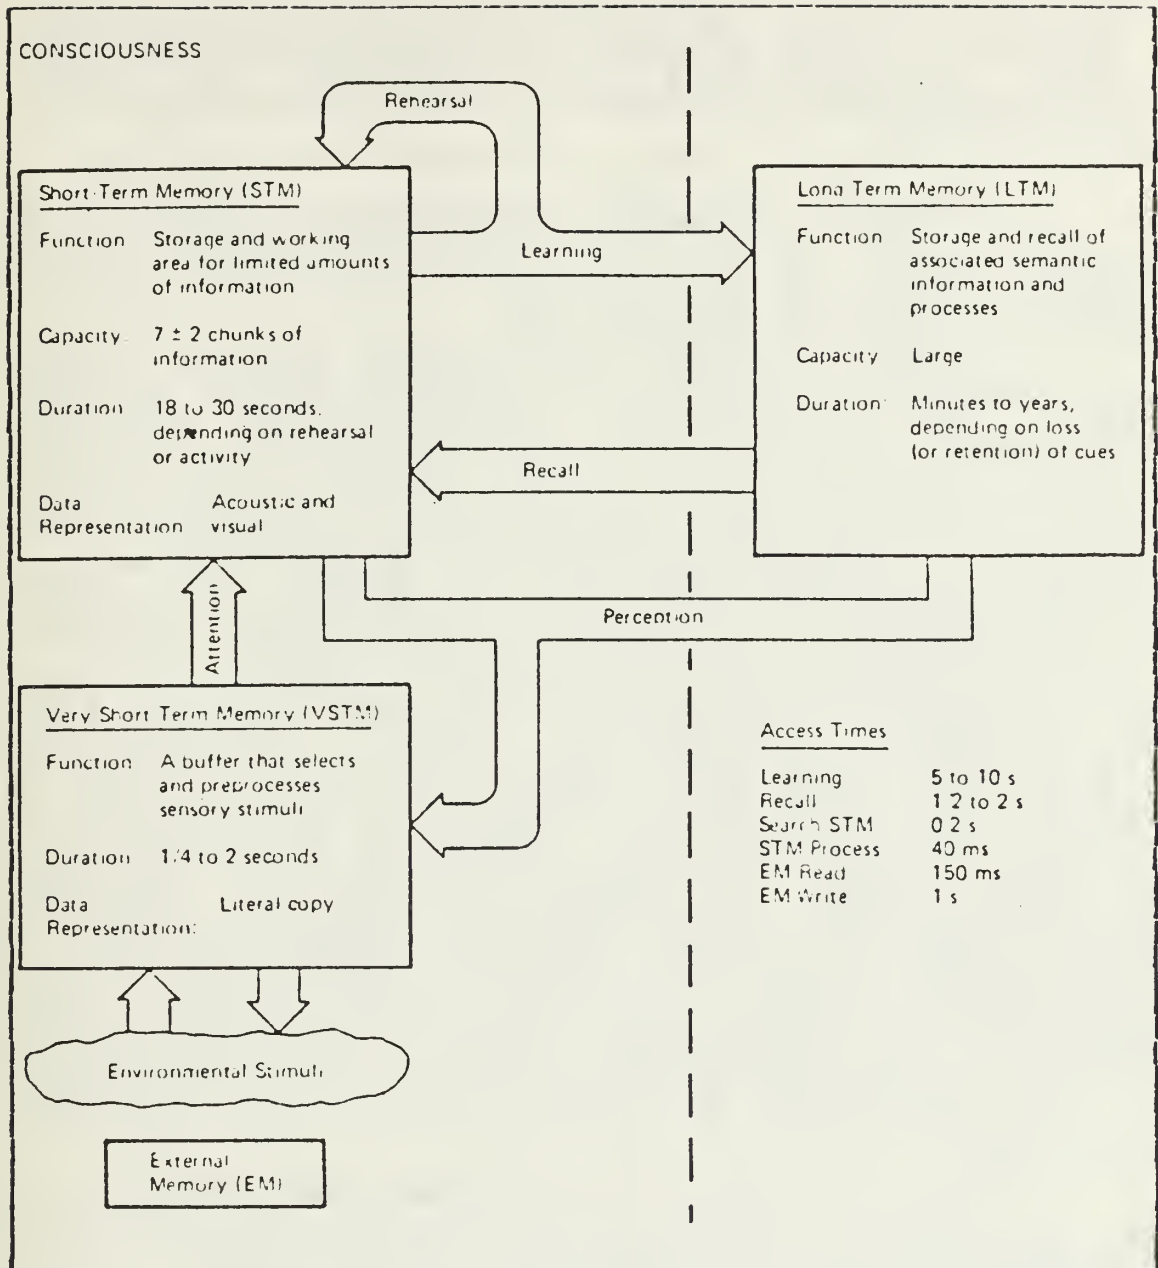 CONSCIOUSNESS
Rehearsal
Short-Term Memory (STM)
Function Storage and working
area for limited amounts
of information
Capacity: 7 ± 2 chunks of
information
Duration 18 to 30 seconds,
depending on rehearsal
or activity
Data Acoustic and
Representation visual
Learning
Recall
Long Term Memory (LTM)
Function Storage and recall of
associated semantic
information and
processes
Capacity Large
Duration: Minutes to years,
depending on loss
(or retention) of cues
Attention
Perception
Very Short Term Memory (VSTM)
Function A buffer that selects
and preprocesses
sensory stimuli
Duration 1/4 to 2 seconds
Data Literal copy
Representation:
Access Times
Learning 5 to 10 s
Recall 1 2 to 2 s
Search STM 0 2 s
STM Process 40 ms
EM Read 150 ms
EM Write 1 s
Environmental Stimuli
External
Memory (EM)